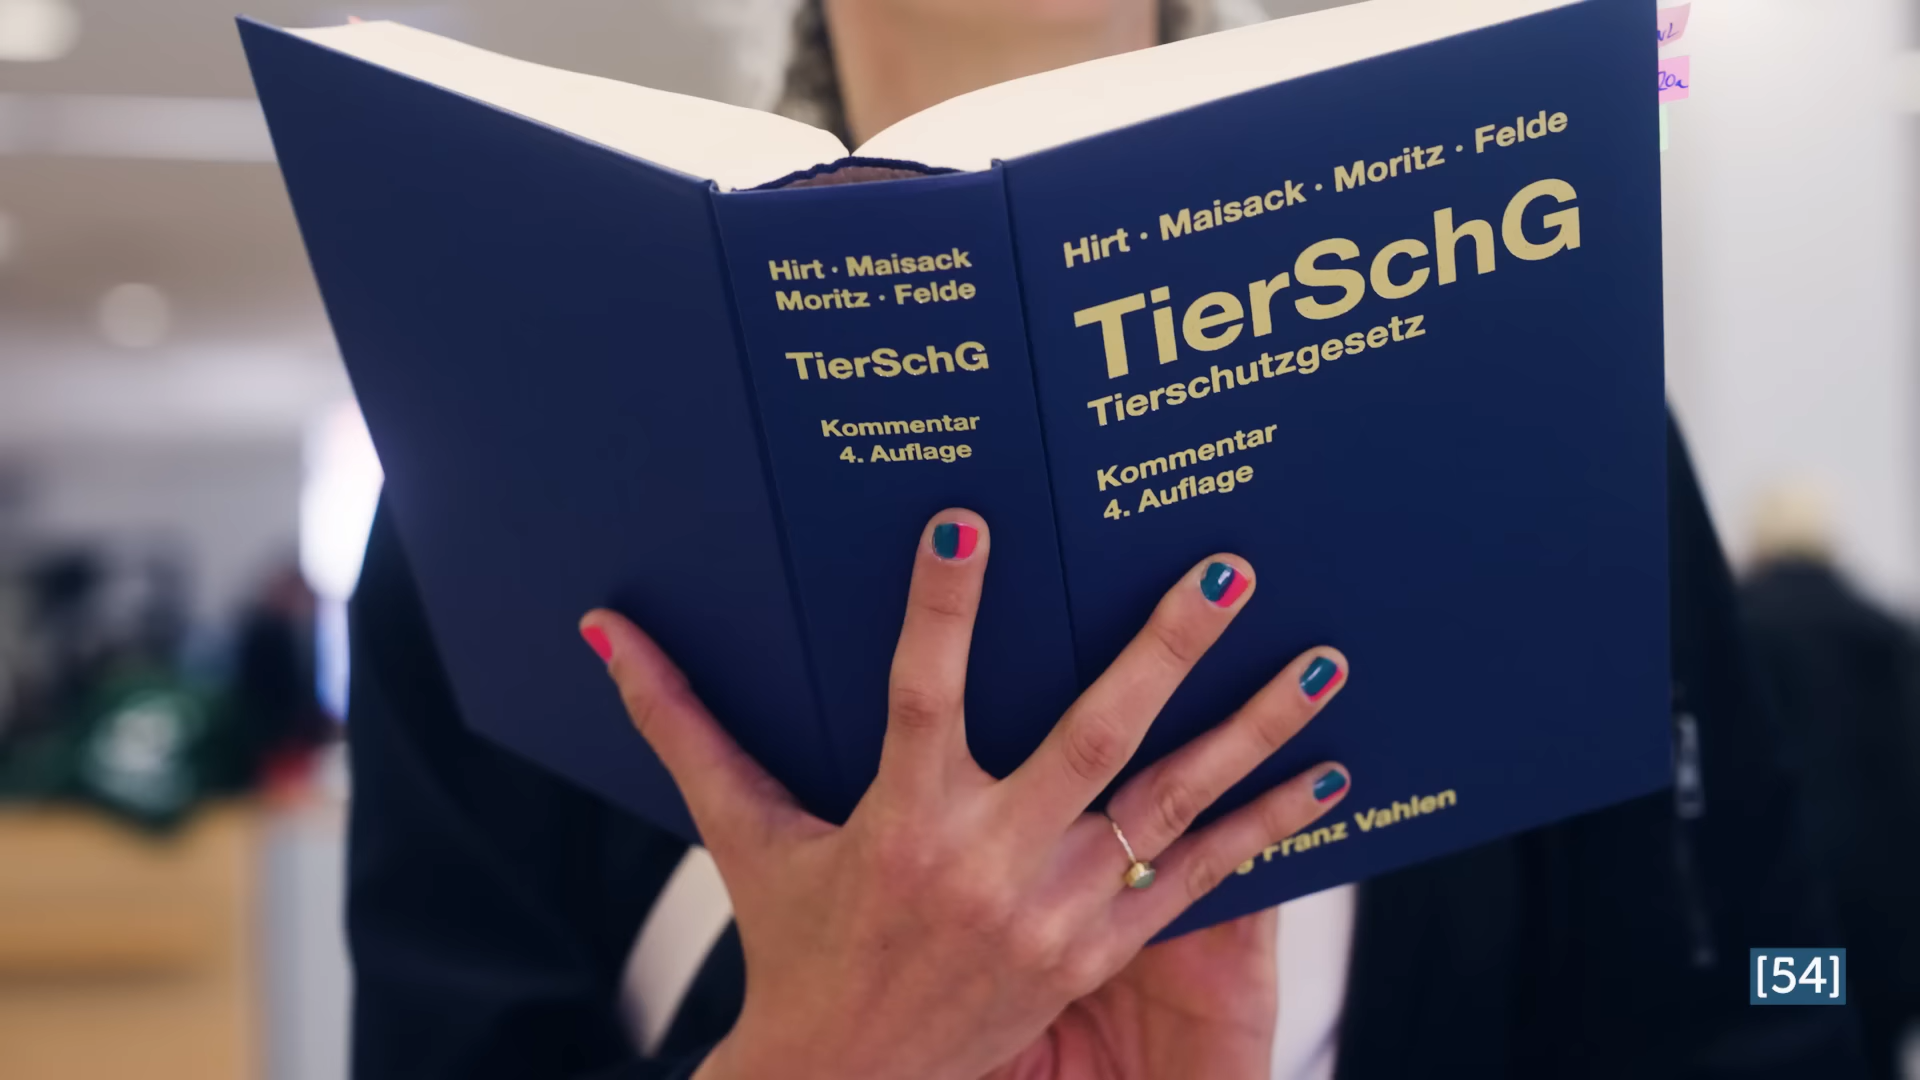 Hirt · Maisack
Moritz · Felde
TierSchG
Kommentar
4. Auflage
Hirt · Maisack · Moritz · Felde
TierSchG
Tierschutzgesetz
Kommentar
4. Auflage
Franz Vahlen
20a
[54]